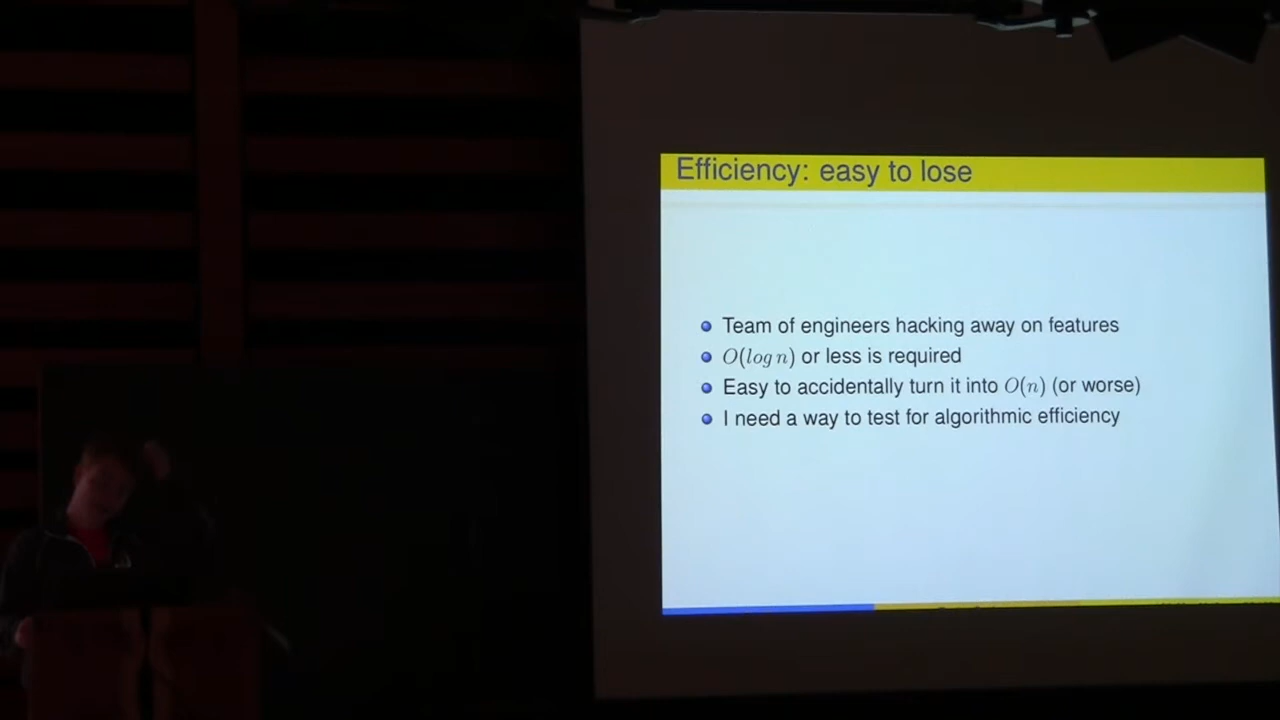 Efficiency: easy to lose
Team of engineers hacking away on features
O(log n) or less is required
Easy to accidentally turn it into O(n) (or worse)
I need a way to test for algorithmic efficiency